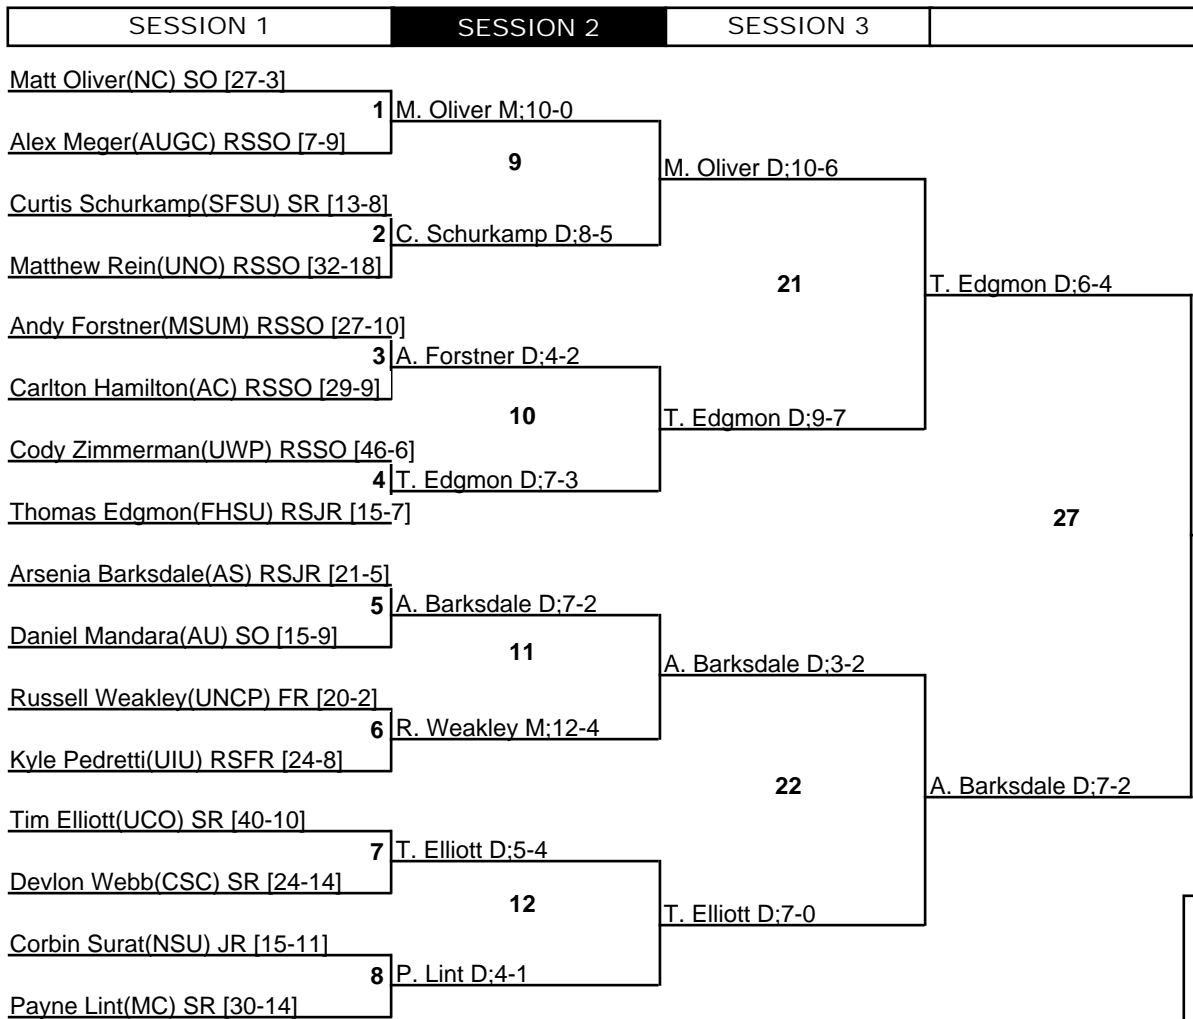 SESSION 1 SESSION 2 SESSION 3
Matt Oliver(NC) SO [27-3]
1 M. Oliver M;10-0
Alex Meger(AUGC) RSSO [7-9]
9
M. Oliver D;10-6
Curtis Schurkamp(SFSU) SR [13-8]
2 C. Schurkamp D;8-5
Matthew Rein(UNO) RSSO [32-18]
21
T. Edgmon D;6-4
Andy Forstner(MSUM) RSSO [27-10]
3 A. Forstner D;4-2
Carlton Hamilton(AC) RSSO [29-9]
10
T. Edgmon D;9-7
Cody Zimmerman(UWP) RSSO [46-6]
4 T. Edgmon D;7-3
Thomas Edgmon(FHSU) RSJR [15-7]
27
Arsenia Barksdale(AS) RSJR [21-5]
5 A. Barksdale D;7-2
Daniel Mandara(AU) SO [15-9]
11
A. Barksdale D;3-2
Russell Weakley(UNCP) FR [20-2]
6 R. Weakley M;12-4
Kyle Pedretti(UIU) RSFR [24-8]
22
A. Barksdale D;7-2
Tim Elliott(UCO) SR [40-10]
7 T. Elliott D;5-4
Devlon Webb(CSC) SR [24-14]
12
T. Elliott D;7-0
Corbin Surat(NSU) JR [15-11]
8 P. Lint D;4-1
Payne Lint(MC) SR [30-14]